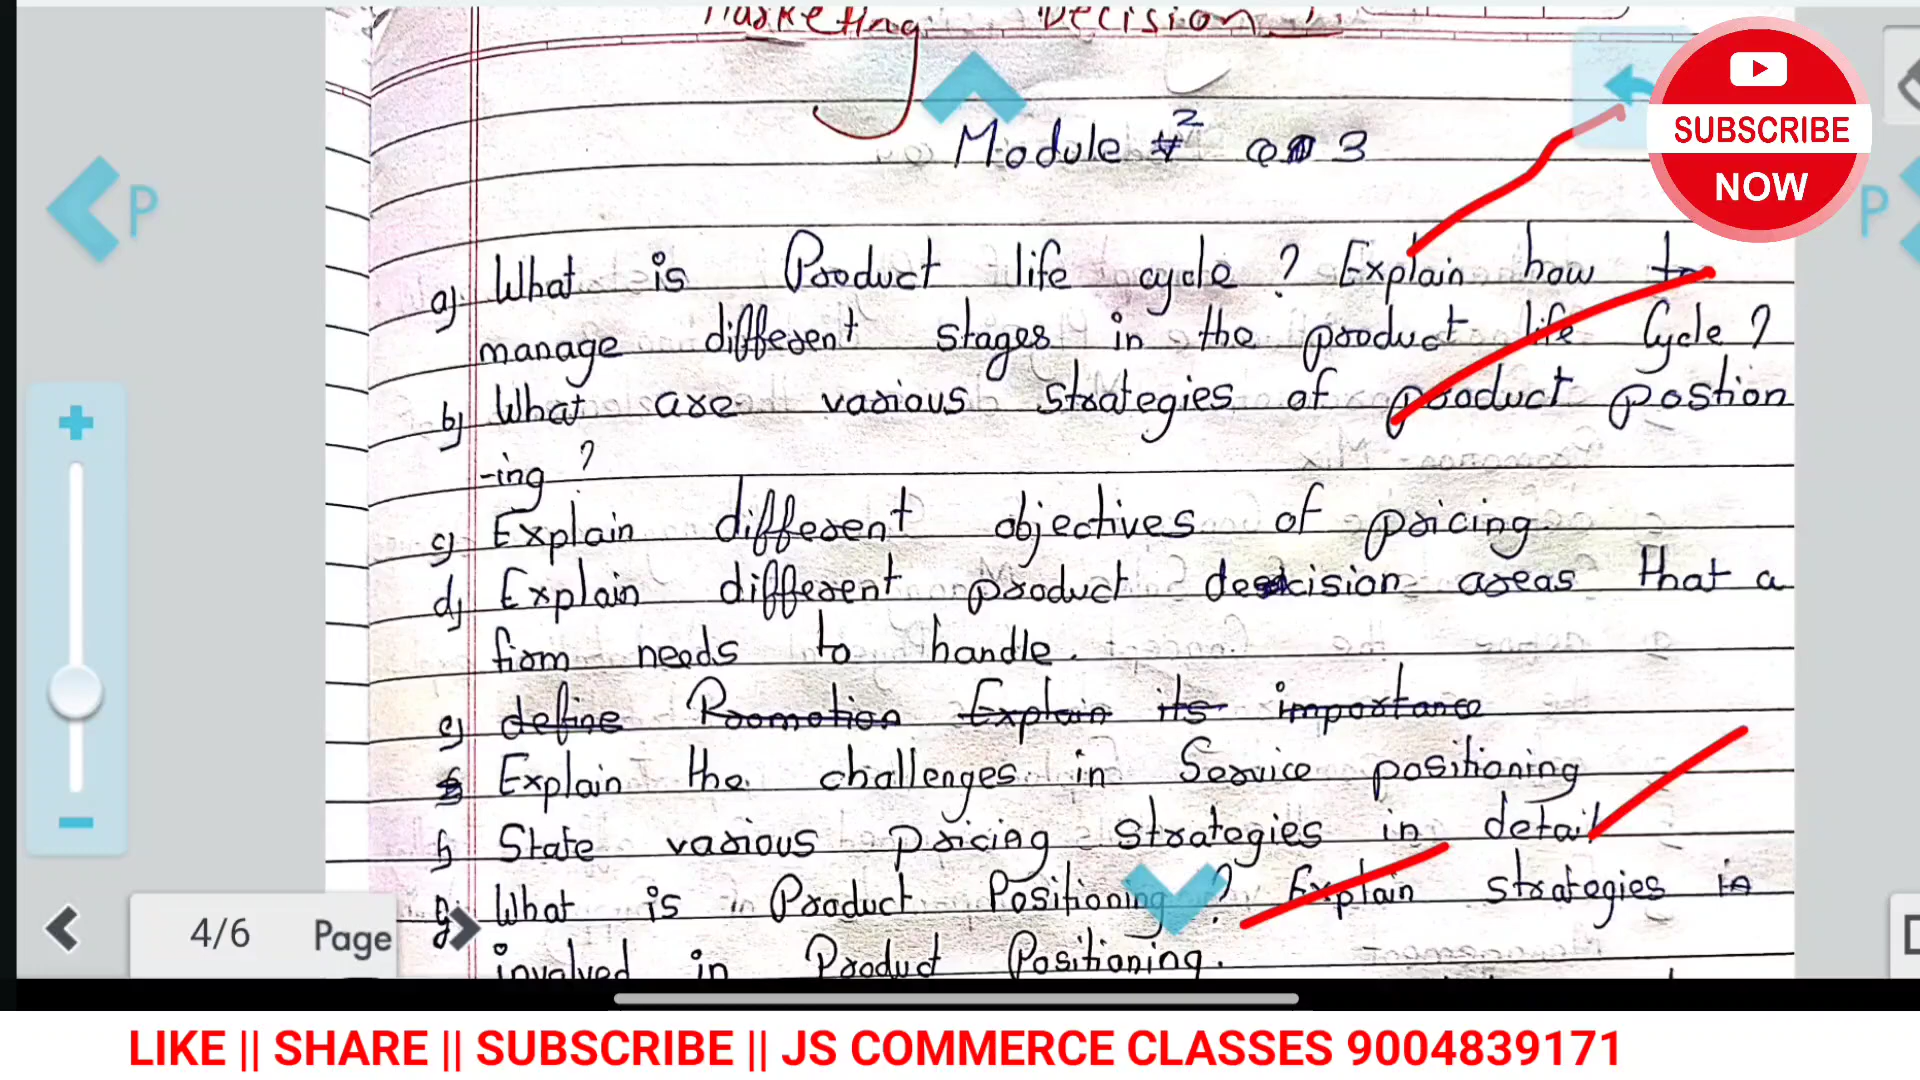 Marketing Decision
SUBSCRIBE
NOW
Module 2 Q 3
P
P
a) What is Product life cycle ? Explain how to
manage different stages in the product life Cycle ?
b) What are various strategies of product postion
-ing ?
c) Explain different objectives of pricing
d) Explain different product decision areas that a
firm needs to handle.
e) define Promotion Explain its importance
Explain the challenges in Service positioning
f) State various pricing strategies in detail
g) What is Product Positioning ? Explain strategies
involved in Product Positioning.
4/6 Page
LIKE || SHARE || SUBSCRIBE || JS COMMERCE CLASSES 9004839171